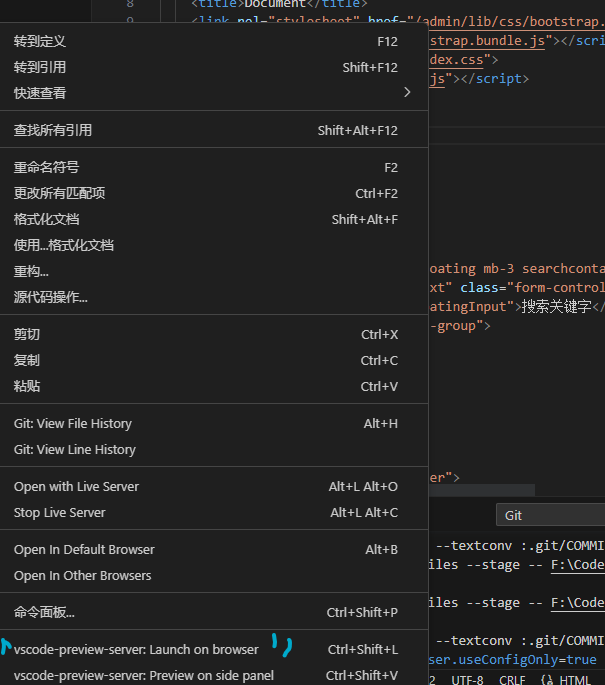 8 <title>Document</title>
9 <link rel="stylesheet" href="/admin/lib/css/bootstrap.
转到定义 F12
strap.bundle.js"></scri
转到引用 Shift+F12
dex.css">
快速查看
js"></script>
查找所有引用 Shift+Alt+F12
重命名符号 F2
更改所有匹配项 Ctrl+F2
格式化文档 Shift+Alt+F
使用...格式化文档
重构...
oating mb-3 searchconta
源代码操作...
xt" class="form-control
atingInput">搜索关键字</
剪切 Ctrl+X
-group">
复制 Ctrl+C
粘贴 Ctrl+V
Git: View File History Alt+H
Git: View Line History
er">
Open with Live Server Alt+L Alt+O
Stop Live Server Alt+L Alt+C
Git
Open In Default Browser Alt+B
--textconv :.git/COMMI
Open In Other Browsers
iles --stage -- F:\Code
命令面板... Ctrl+Shift+P
iles --stage -- F:\Code
--textconv :.git/COMMI
vscode-preview-server: Launch on browser Ctrl+Shift+L
ser.useConfigOnly=true
vscode-preview-server: Preview on side panel Ctrl+Shift+V
2 UTF-8 CRLF HTML